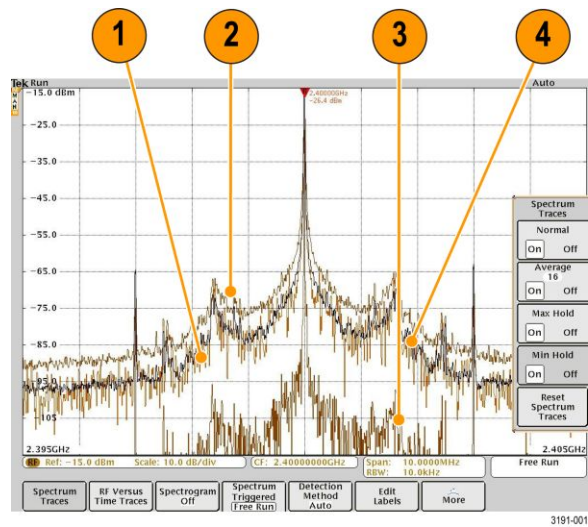 1 2 3 4
Tek Run Auto
M
A
M
-15.0 dBm
2.40000GHz
-26.4 dBm
-25.0
-35.0
-45.0
-55.0
-65.0
-75.0
-85.0
-95.0
-105
2.395GHz 2.405GHz
Spectrum
Traces
Normal
On Off
Average
16
On Off
Max Hold
On Off
Min Hold
On Off
Reset
Spectrum
Traces
RF Ref: -15.0 dBm Scale: 10.0 dB/div CF: 2.40000000GHz Span: 10.0000MHz Free Run
RBW: 10.0kHz
Spectrum
Traces
RF Versus
Time Traces
Spectrogram
Off
Spectrum
Triggered
Free Run
Detection
Method
Auto
Edit
Labels
More
3191-001